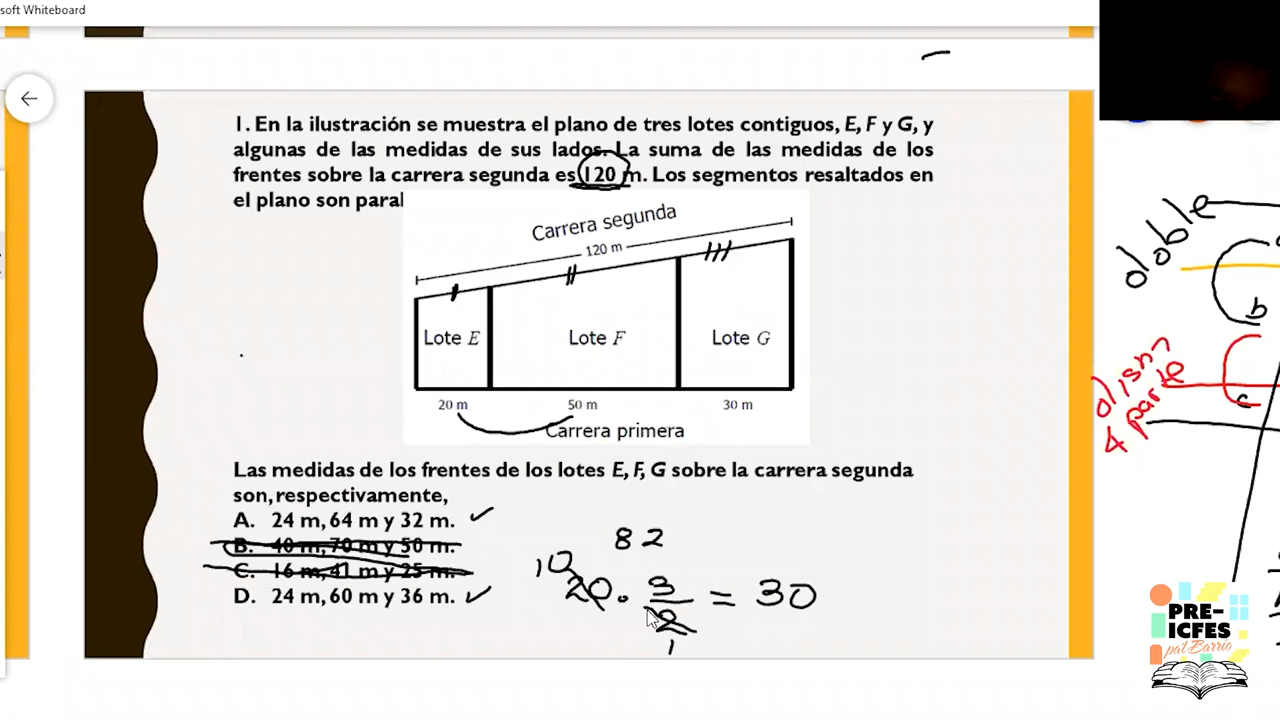 soft Whiteboard
1. En la ilustración se muestra el plano de tres lotes contiguos, E, F y G, y
algunas de las medidas de sus lados. La suma de las medidas de los
frentes sobre la carrera segunda es 120 m. Los segmentos resaltados en
el plano son paral
Carrera segunda
120 m
Lote E
Lote F
Lote G
20 m
50 m
30 m
Carrera primera
Las medidas de los frentes de los lotes E, F, G sobre la carrera segunda
son, respectivamente,
A. 24 m, 64 m y 32 m.
B. 40 m, 70 m y 50 m.
C. 16 m, 41 m y 25 m.
D. 24 m, 60 m y 36 m.
82
10
20 . 3/2 = 30
1
doble
b
c
4 parte
PRE-
ICFES
pal Barrio